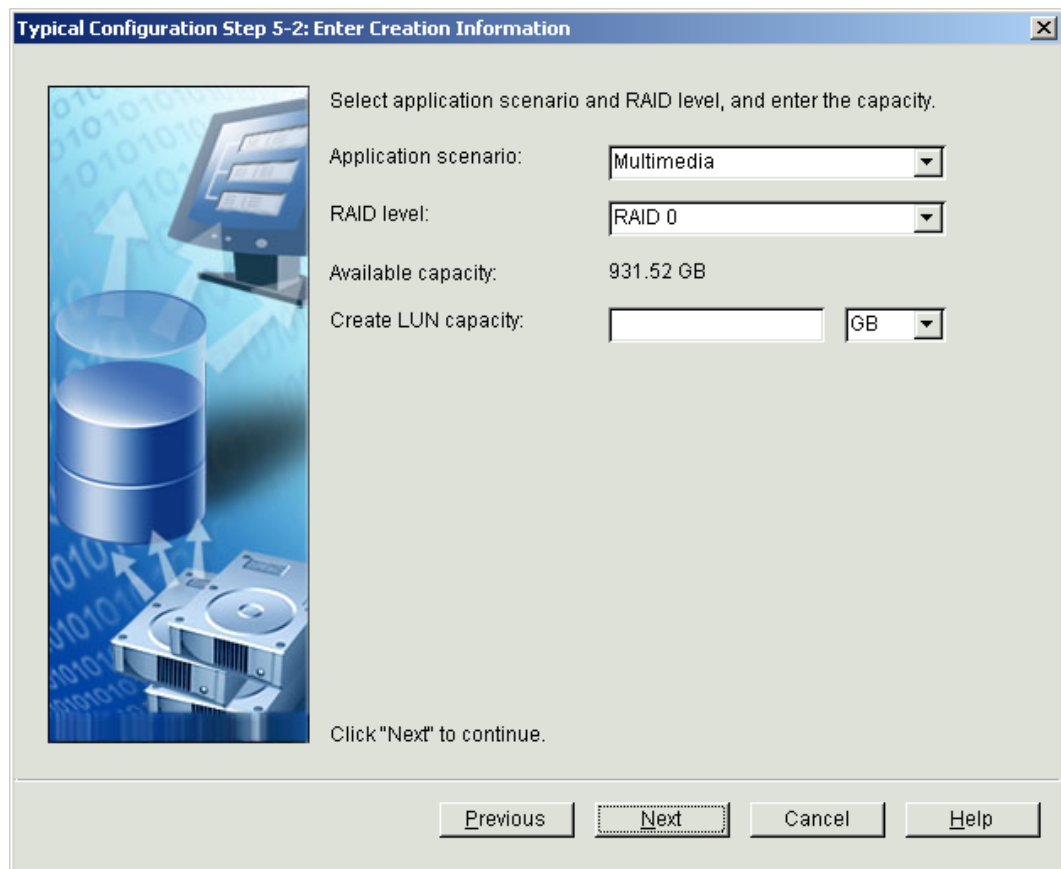 Typical Configuration Step 5-2: Enter Creation Information
Select application scenario and RAID level, and enter the capacity.
Application scenario: Multimedia
RAID level: RAID 0
Available capacity: 931.52 GB
Create LUN capacity: GB
Click "Next" to continue.
Previous Next Cancel Help